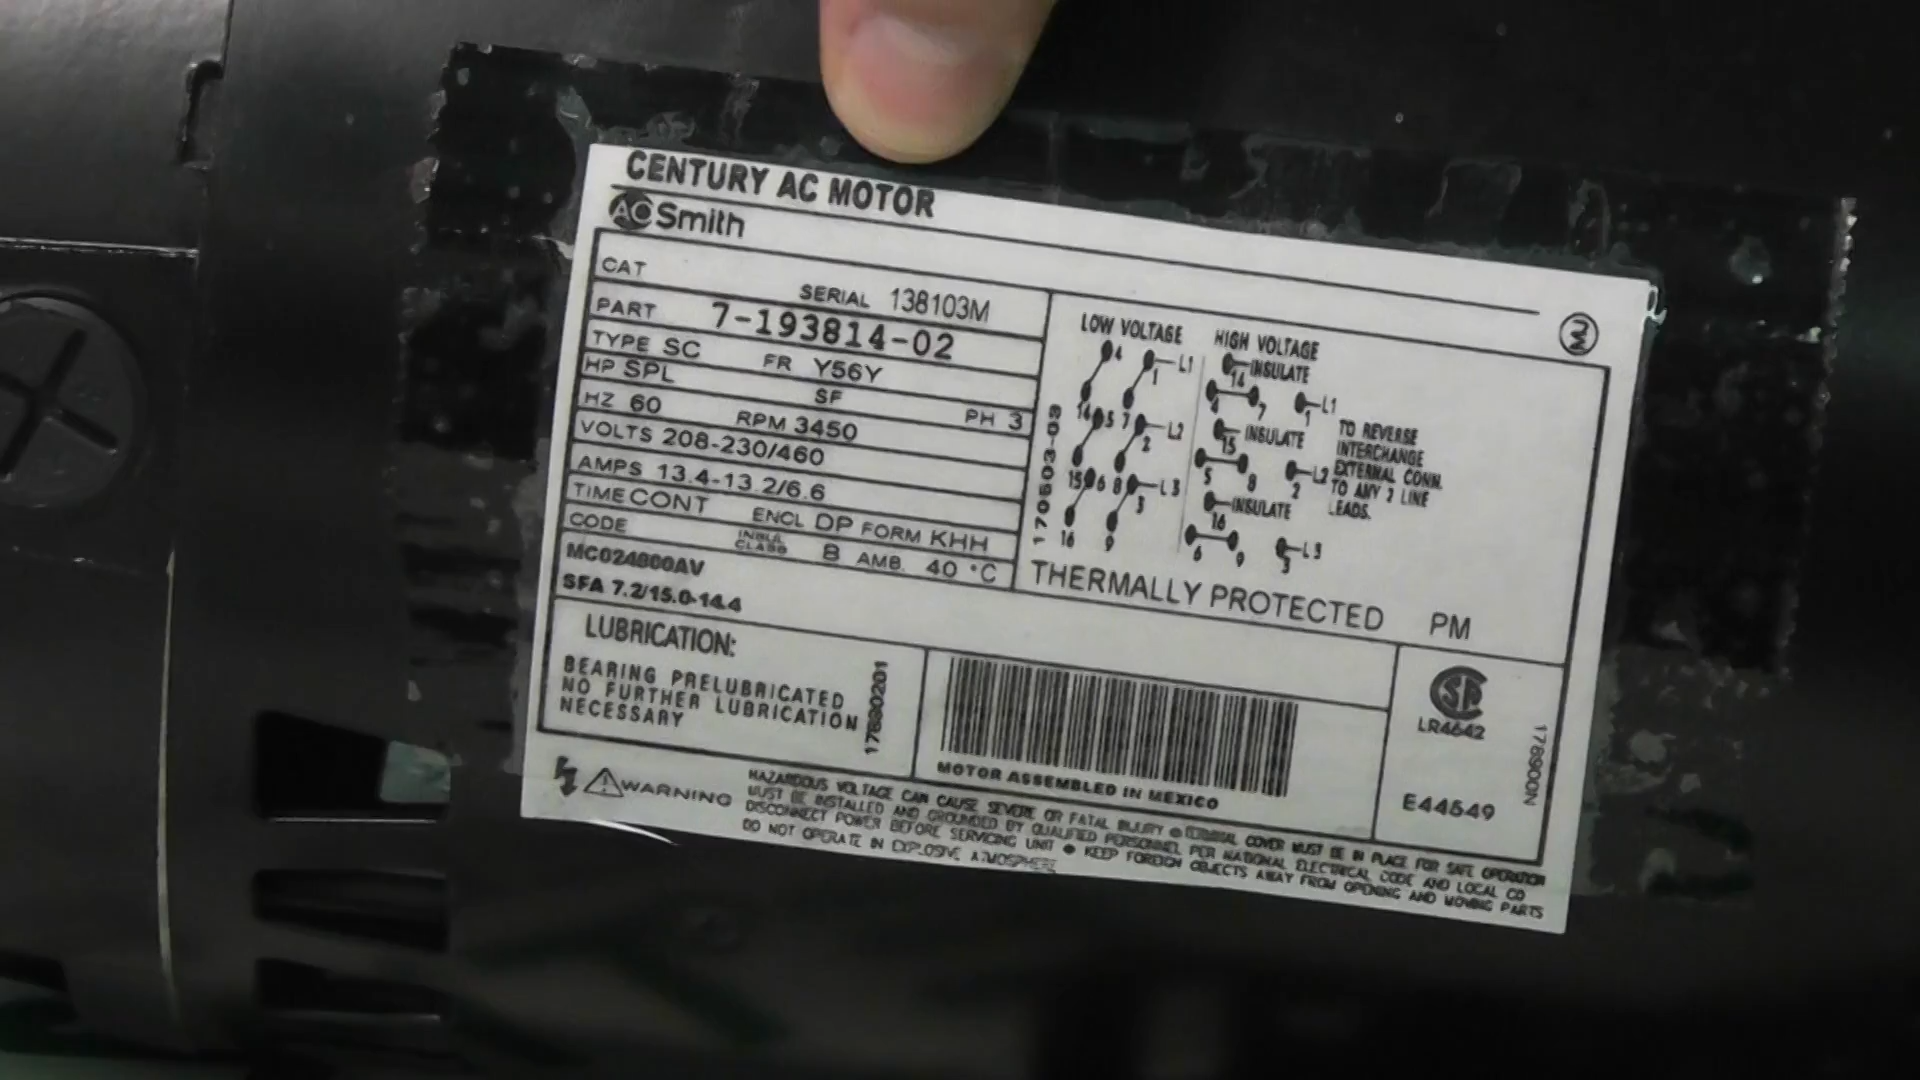 CENTURY AC MOTOR
AO Smith
CAT
SERIAL 138103M
PART 7-193814-02
TYPE SC FR Y56Y
HP SPL SF PH 3
HZ 60 RPM 3450
VOLTS 208-230/460
AMPS 13.4-13.2/6.6
TIME CONT ENCL DP FORM KHH
CODE INSUL CLASS B AMB. 40 °C
MC024800AV
SFA 7.2/15.0-14.4
LOW VOLTAGE
4 L1
1
14 5 7 L2
2
15 6 8 L3
3
16 9
170503-03
HIGH VOLTAGE
INSULATE
14
4 7 L1
1
INSULATE
15
5 8 L2
2
INSULATE
16
6 9 L3
3
TO REVERSE
INTERCHANGE
EXTERNAL CONN.
TO ANY 2 LINE
LEADS.
THERMALLY PROTECTED PM
LUBRICATION:
BEARING PRELUBRICATED
NO FURTHER LUBRICATION
NECESSARY
MOTOR ASSEMBLED IN MEXICO
LR4642
E44549
178900N
WARNING
HAZARDOUS VOLTAGE CAN CAUSE SEVERE OR FATAL INJURY ● TERMINAL COVER MUST BE IN PLACE FOR SAFE OPERATION
MUST BE INSTALLED AND GROUNDED BY QUALIFIED PERSONNEL PER NATIONAL ELECTRICAL CODE AND LOCAL CO
DISCONNECT POWER BEFORE SERVICING UNIT ● KEEP FOREIGN OBJECTS AWAY FROM OPENING AND MOVING PARTS
DO NOT OPERATE IN EXPLOSIVE ATMOSPHERE